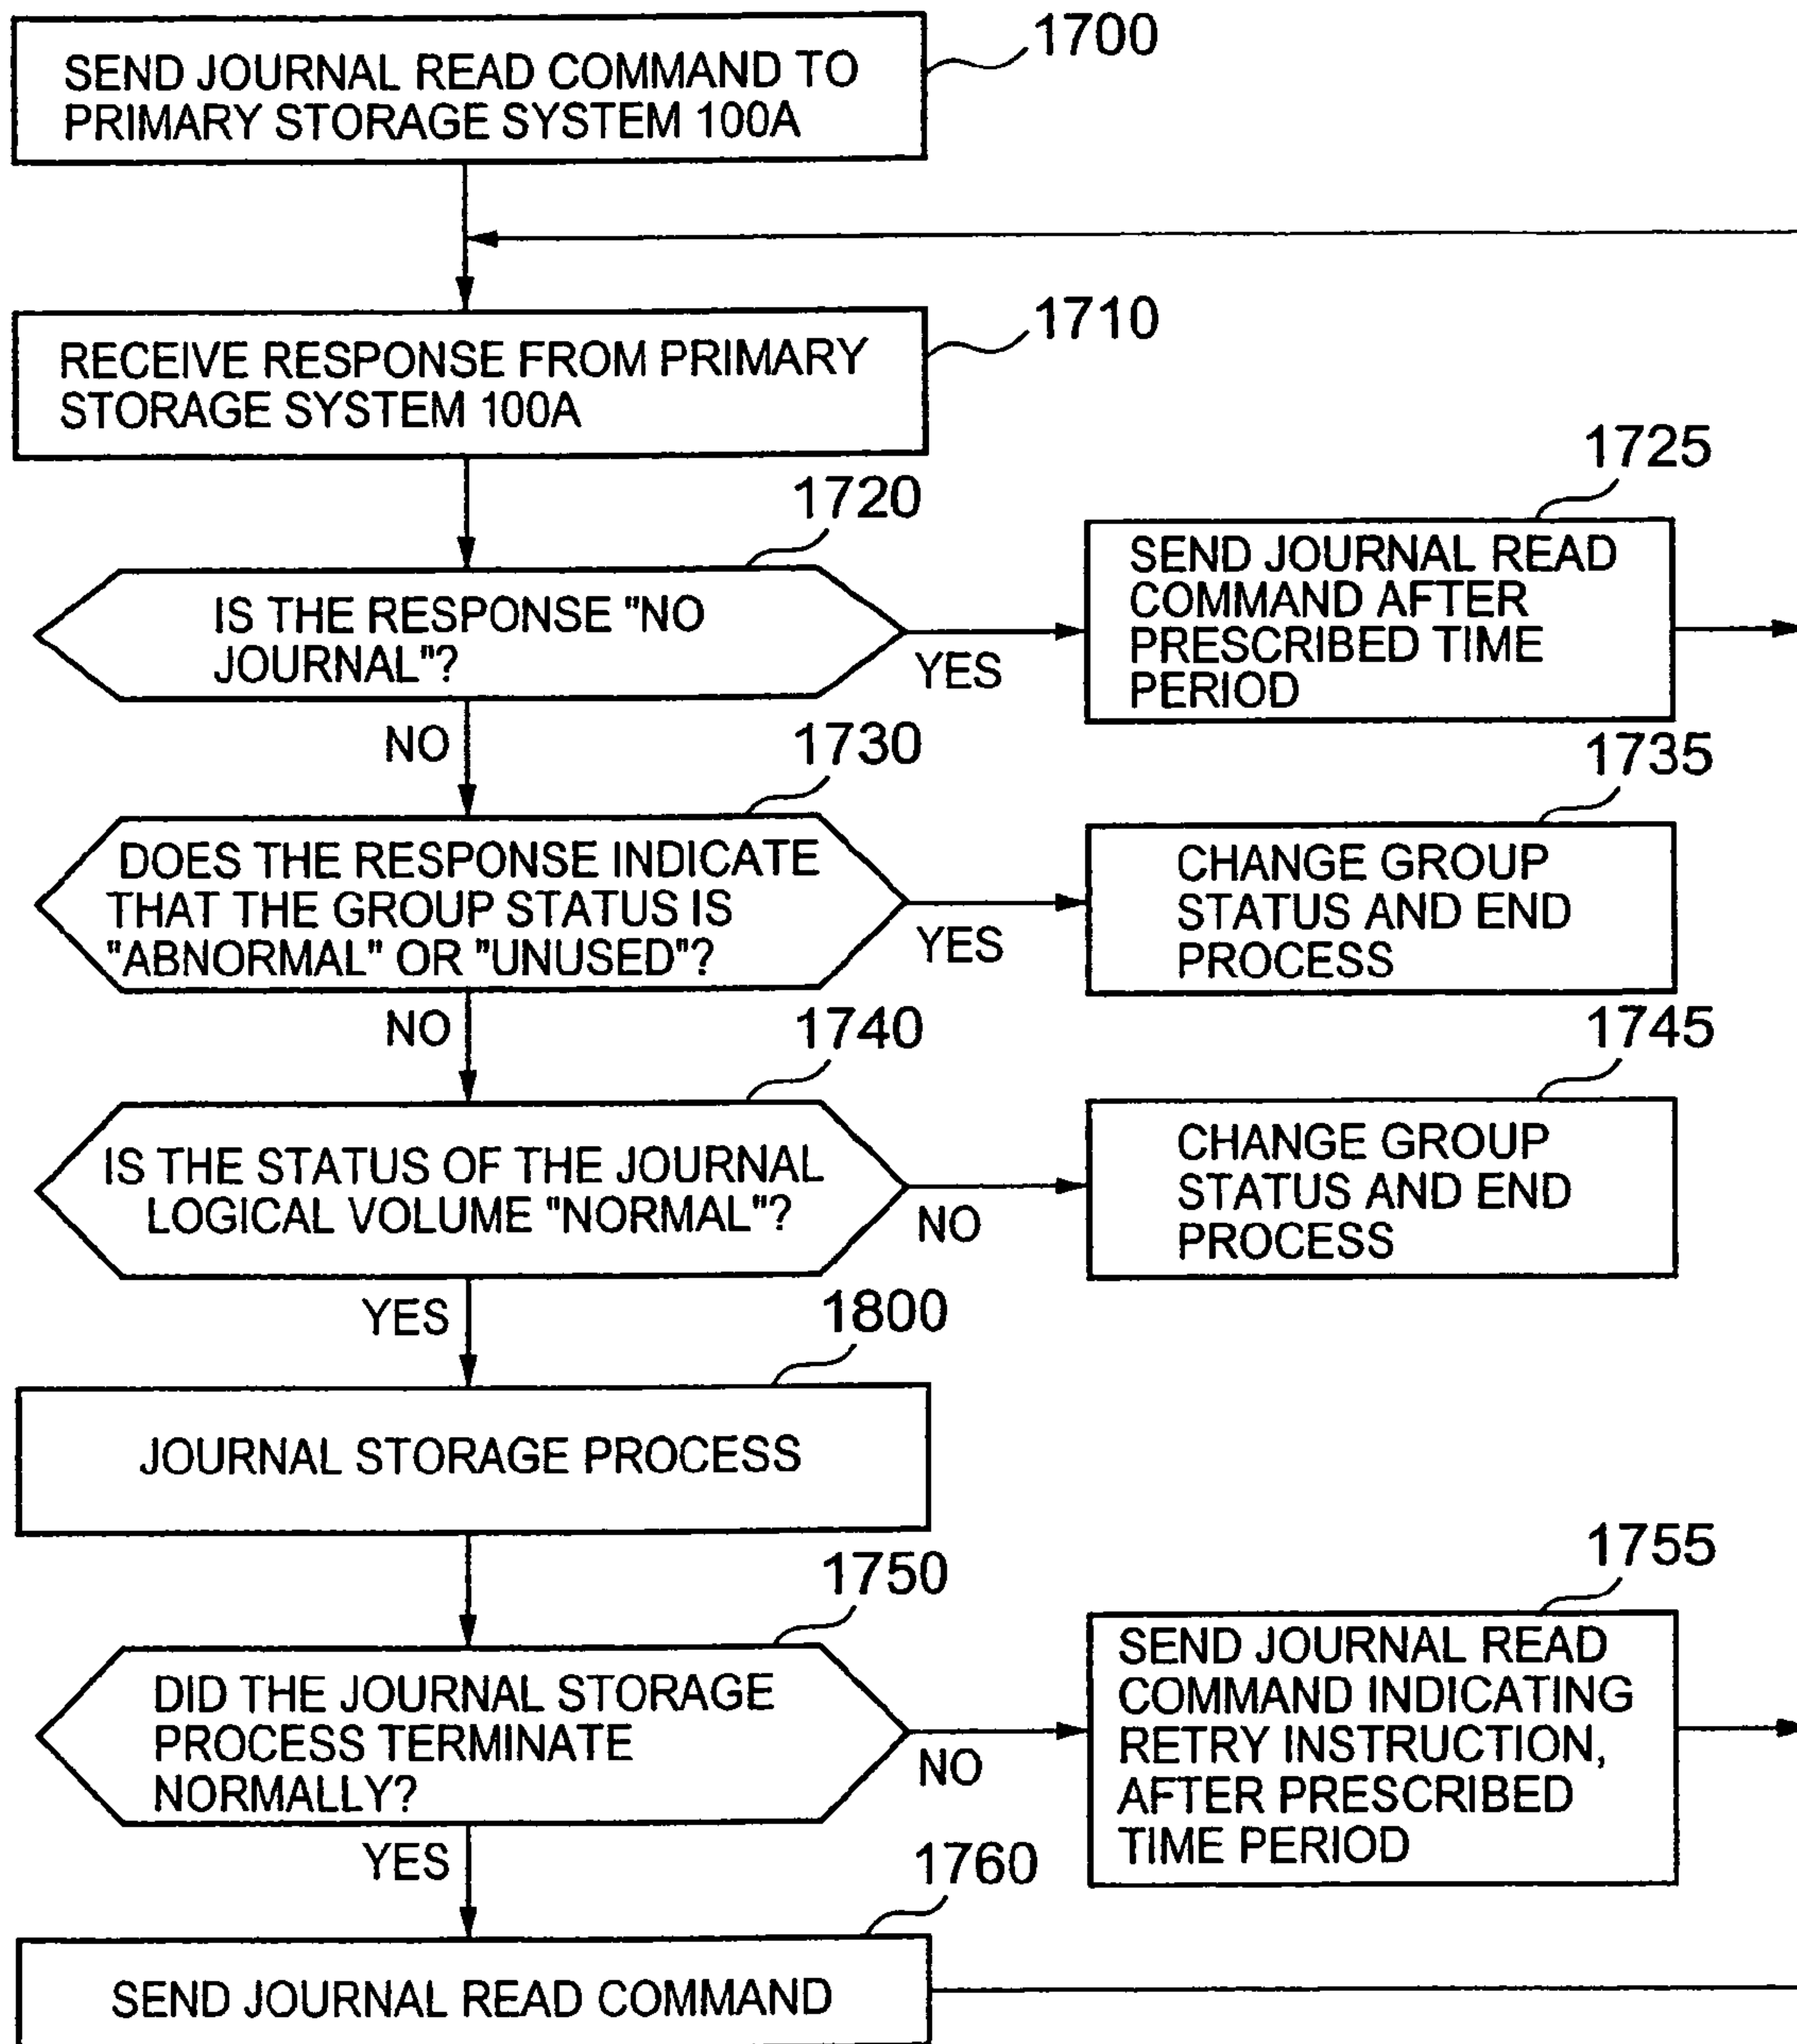 1700
SEND JOURNAL READ COMMAND TO
PRIMARY STORAGE SYSTEM 100A
1710
RECEIVE RESPONSE FROM PRIMARY
STORAGE SYSTEM 100A
1720
IS THE RESPONSE "NO
JOURNAL"?
YES
1725
SEND JOURNAL READ
COMMAND AFTER
PRESCRIBED TIME
PERIOD
NO
1730
DOES THE RESPONSE INDICATE
THAT THE GROUP STATUS IS
"ABNORMAL" OR "UNUSED"?
YES
1735
CHANGE GROUP
STATUS AND END
PROCESS
NO
1740
IS THE STATUS OF THE JOURNAL
LOGICAL VOLUME "NORMAL"?
NO
1745
CHANGE GROUP
STATUS AND END
PROCESS
YES
1800
JOURNAL STORAGE PROCESS
1750
DID THE JOURNAL STORAGE
PROCESS TERMINATE
NORMALLY?
NO
1755
SEND JOURNAL READ
COMMAND INDICATING
RETRY INSTRUCTION,
AFTER PRESCRIBED
TIME PERIOD
YES
1760
SEND JOURNAL READ COMMAND